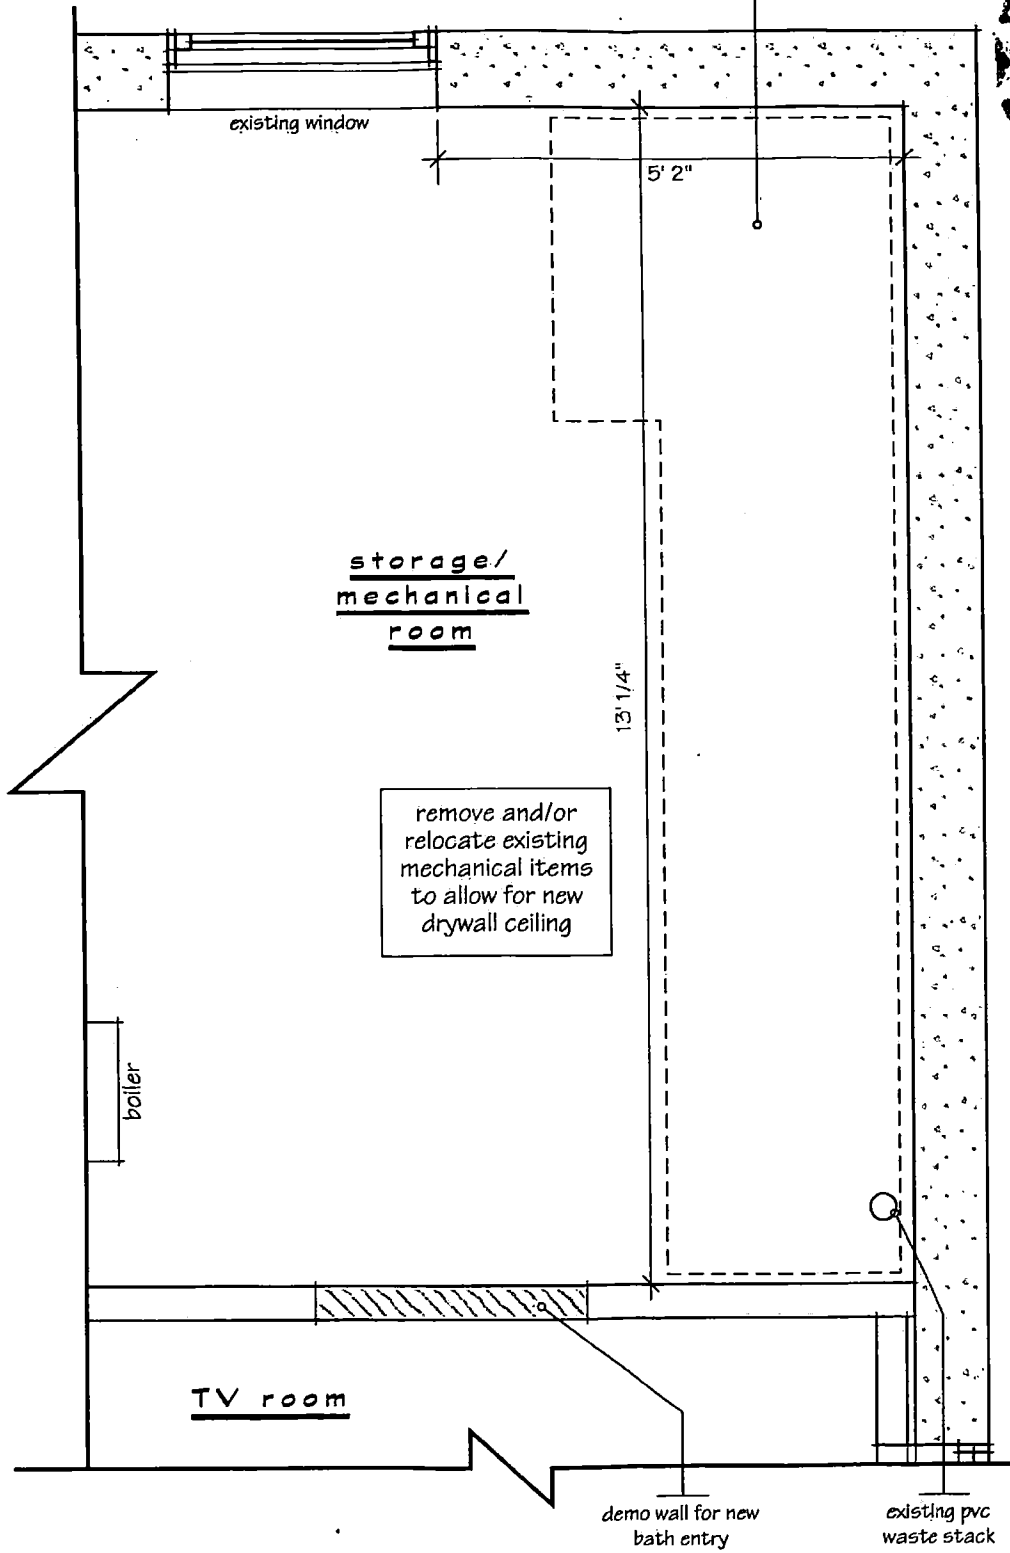 existing window
5' 2"
storage/
mechanical
room
13' 1/4"
remove and/or
relocate existing
mechanical items
to allow for new
drywall ceiling
boiler
TV room
demo wall for new
bath entry
existing pvc
waste stack